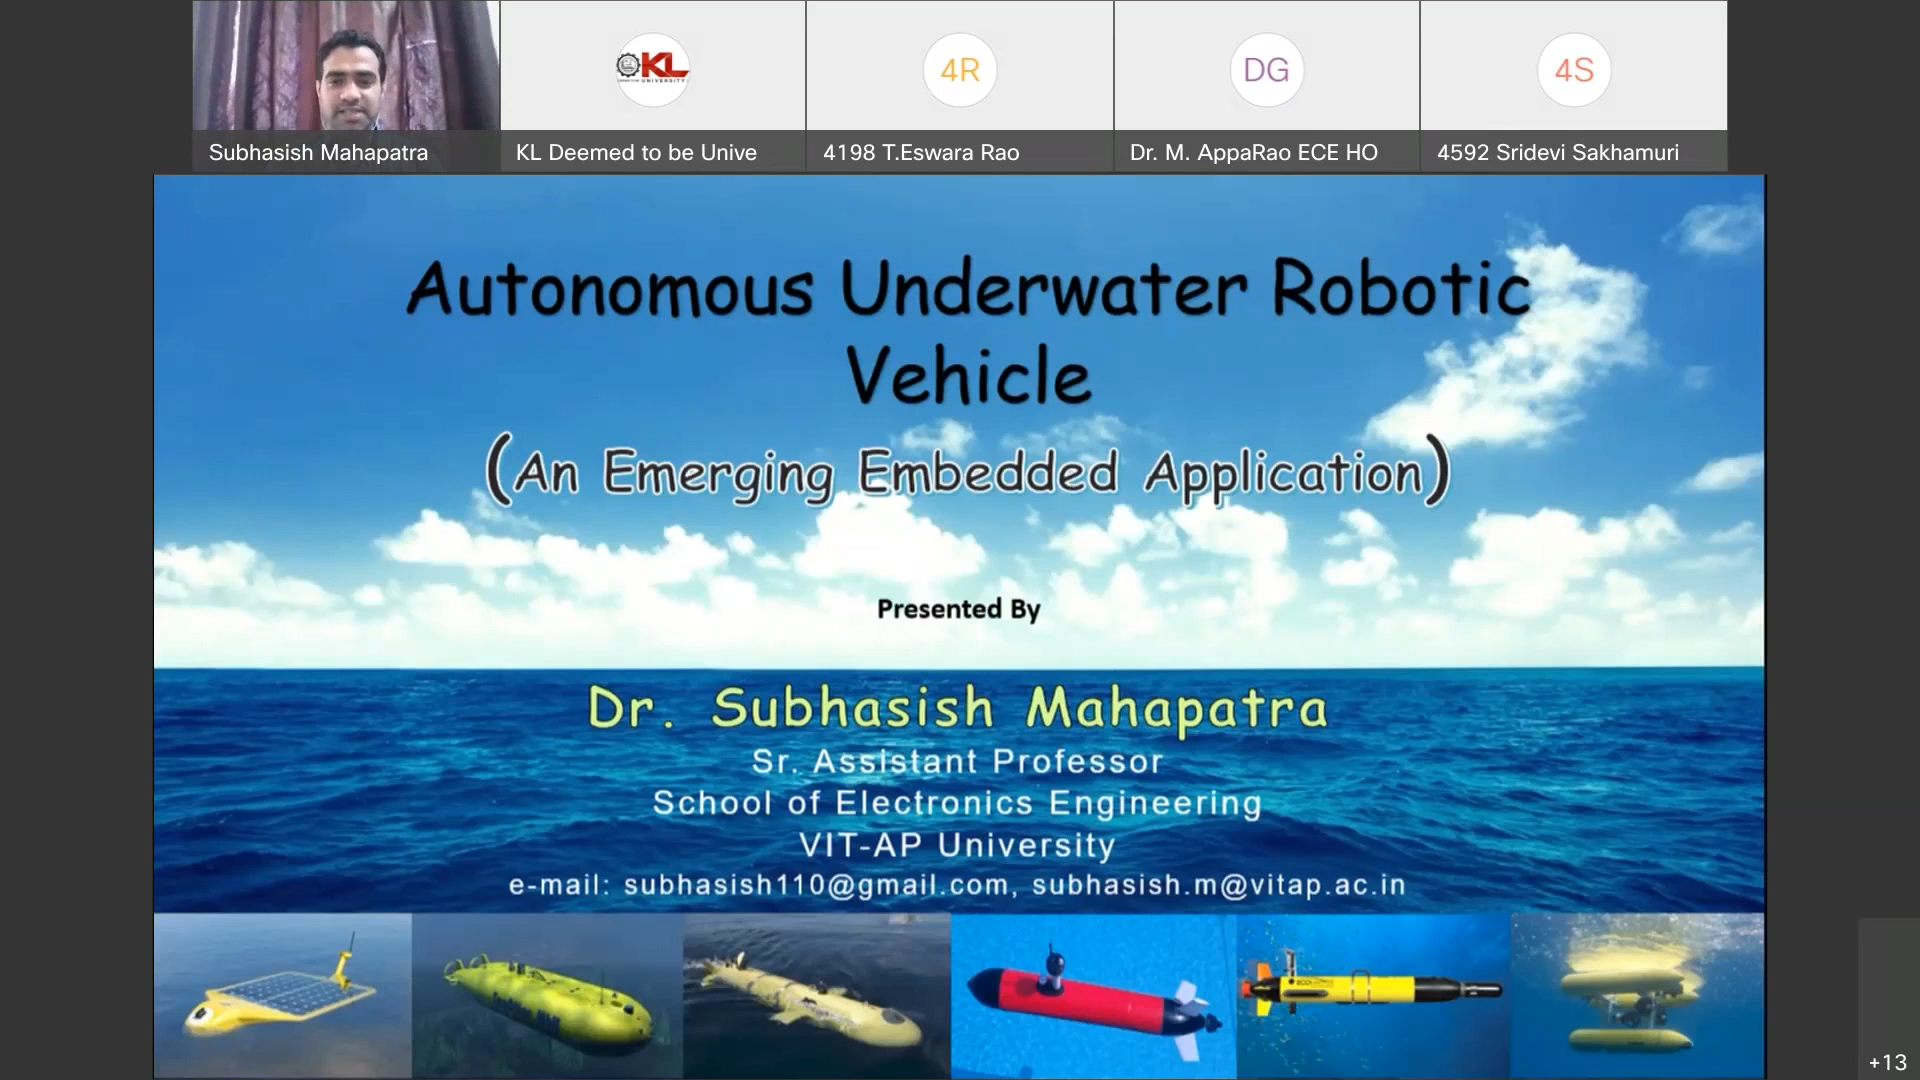 KL
UNIVERSITY
4R
DG
4S
Subhasish Mahapatra
KL Deemed to be Unive
4198 T.Eswara Rao
Dr. M. AppaRao ECE HO
4592 Sridevi Sakhamuri
Autonomous Underwater Robotic
Vehicle
(An Emerging Embedded Application)
Presented By
Dr. Subhasish Mahapatra
Sr. Assistant Professor
School of Electronics Engineering
VIT-AP University
e-mail: subhasish110@gmail.com, subhasish.m@vitap.ac.in
+13